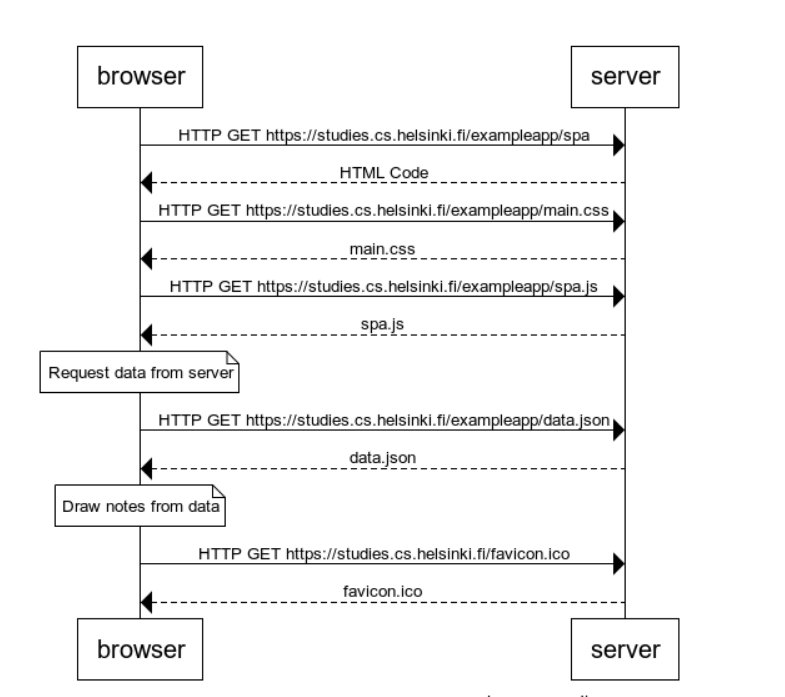 browser
server
HTTP GET https://studies.cs.helsinki.fi/exampleapp/spa
HTML Code
HTTP GET https://studies.cs.helsinki.fi/exampleapp/main.css
main.css
HTTP GET https://studies.cs.helsinki.fi/exampleapp/spa.js
spa.js
Request data from server
HTTP GET https://studies.cs.helsinki.fi/exampleapp/data.json
data.json
Draw notes from data
HTTP GET https://studies.cs.helsinki.fi/favicon.ico
favicon.ico
browser
server